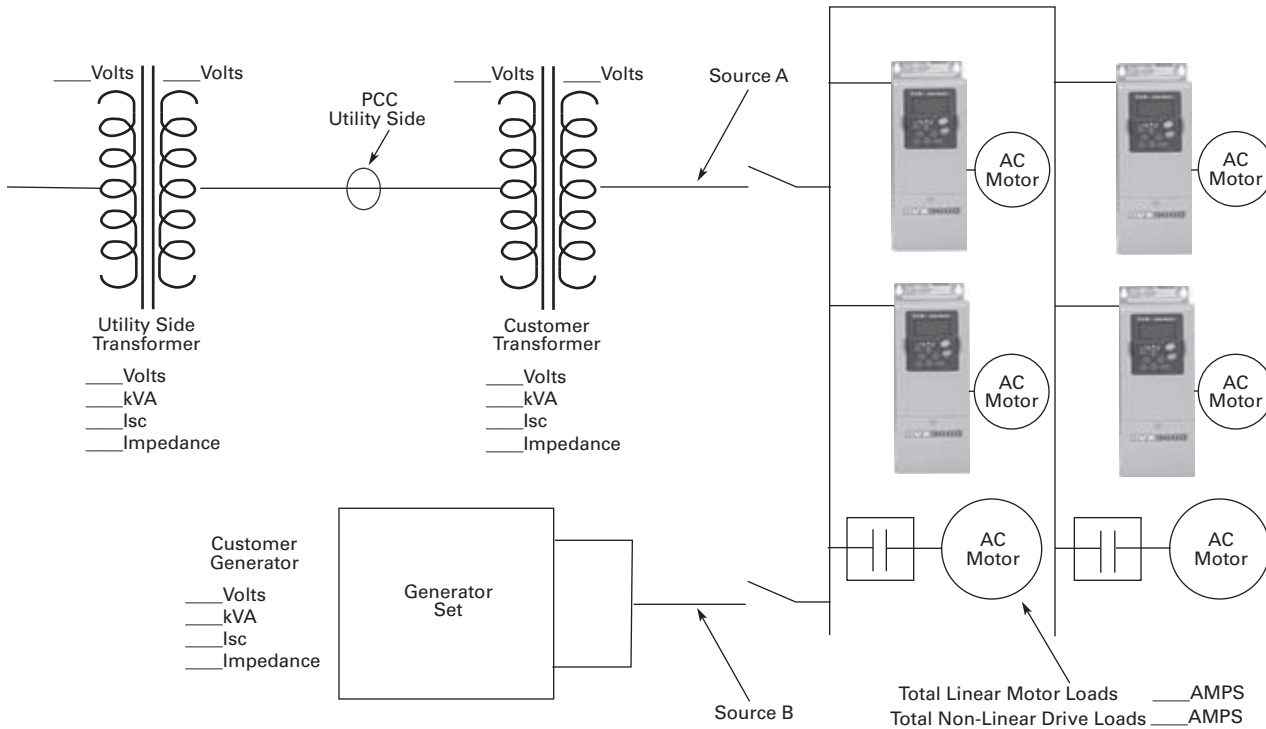 ____Volts
____Volts
PCC
Utility Side
____Volts
____Volts
Source A
AC
Motor
AC
Motor
Utility Side
Transformer
____Volts
____kVA
____Isc
____Impedance
Customer
Transformer
____Volts
____kVA
____Isc
____Impedance
AC
Motor
AC
Motor
Customer
Generator
____Volts
____kVA
____Isc
____Impedance
Generator
Set
AC
Motor
AC
Motor
Source B
Total Linear Motor Loads ____AMPS
Total Non-Linear Drive Loads ____AMPS